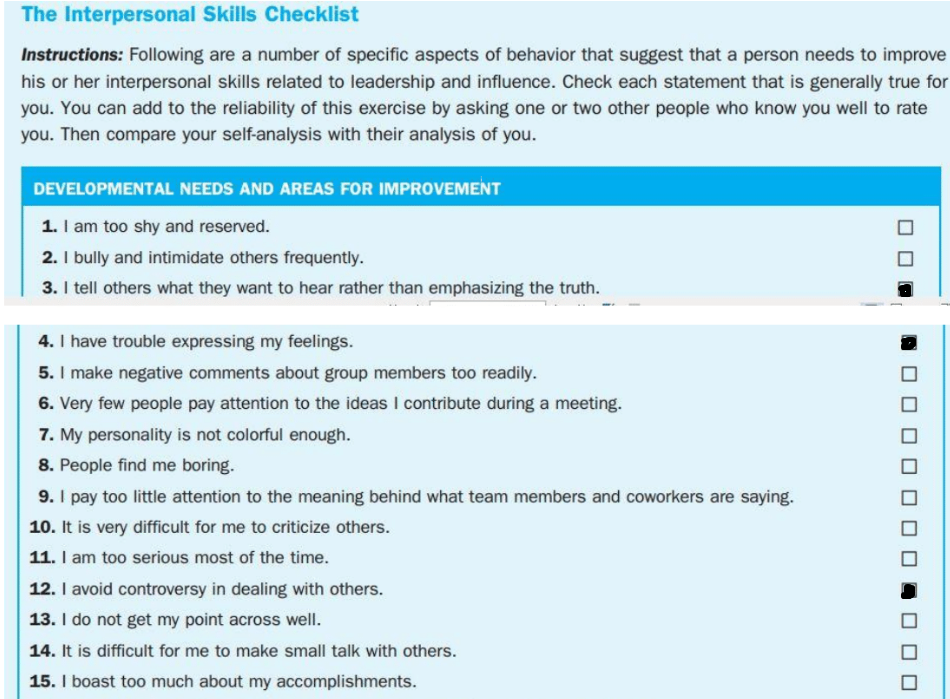 The Interpersonal Skills Checklist
Instructions: Following are a number of specific aspects of behavior that suggest that a person needs to improve
his or her interpersonal skills related to leadership and influence. Check each statement that is generally true for
you. You can add to the reliability of this exercise by asking one or two other people who know you well to rate
you. Then compare your self-analysis with their analysis of you.
DEVELOPMENTAL NEEDS AND AREAS FOR IMPROVEMENT
1. I am too shy and reserved.
2. I bully and intimidate others frequently.
3. I tell others what they want to hear rather than emphasizing the truth.
4. I have trouble expressing my feelings.
5. I make negative comments about group members too readily.
6. Very few people pay attention to the ideas I contribute during a meeting.
7. My personality is not colorful enough.
8. People find me boring.
9. I pay too little attention to the meaning behind what team members and coworkers are saying.
10. It is very difficult for me to criticize others.
11. I am too serious most of the time.
12. I avoid controversy in dealing with others.
13. I do not get my point across well.
14. It is difficult for me to make small talk with others.
15. I boast too much about my accomplishments.